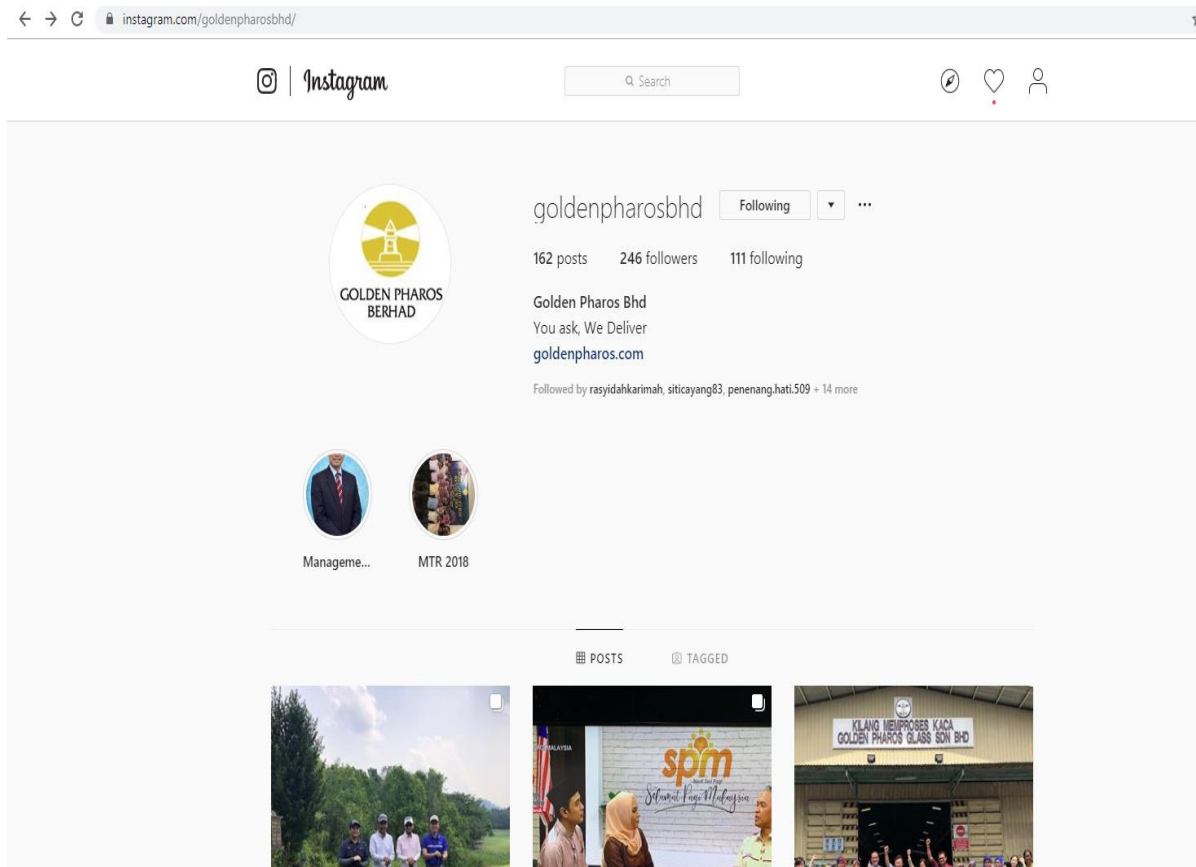 instagram.com/goldenpharosbhd/
Instagram
Search
goldenpharosbhd Following
162 posts 246 followers 111 following
GOLDEN PHAROS
BERHAD
Golden Pharos Bhd
You ask, We Deliver
goldenpharos.com
Followed by rasyidahkarimah, siticayang83, penenang.hati.509 + 14 more
Manageme... MTR 2018
POSTS TAGGED
MALAYSIA
spm
Selamat Pagi Malaysia
KILANG MEMPROSES KACA
GOLDEN PHAROS GLASS SDN BHD